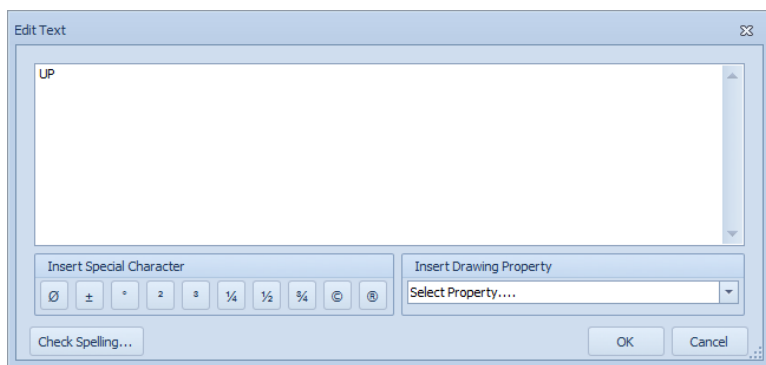 Edit Text
UP
Insert Special Character
Ø ± ° ² ³ ¼ ½ ¾ © ®
Insert Drawing Property
Select Property....
Check Spelling...
OK
Cancel